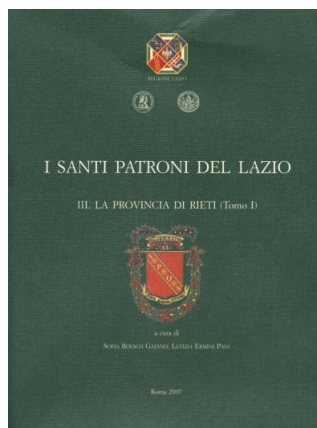 REGIONE LAZIO
I SANTI PATRONI DEL LAZIO
III. LA PROVINCIA DI RIETI (Tomo I)
a cura di
SOFIA BOESCH GAJANO, LETIZIA ERMINI PANI
Roma 2007